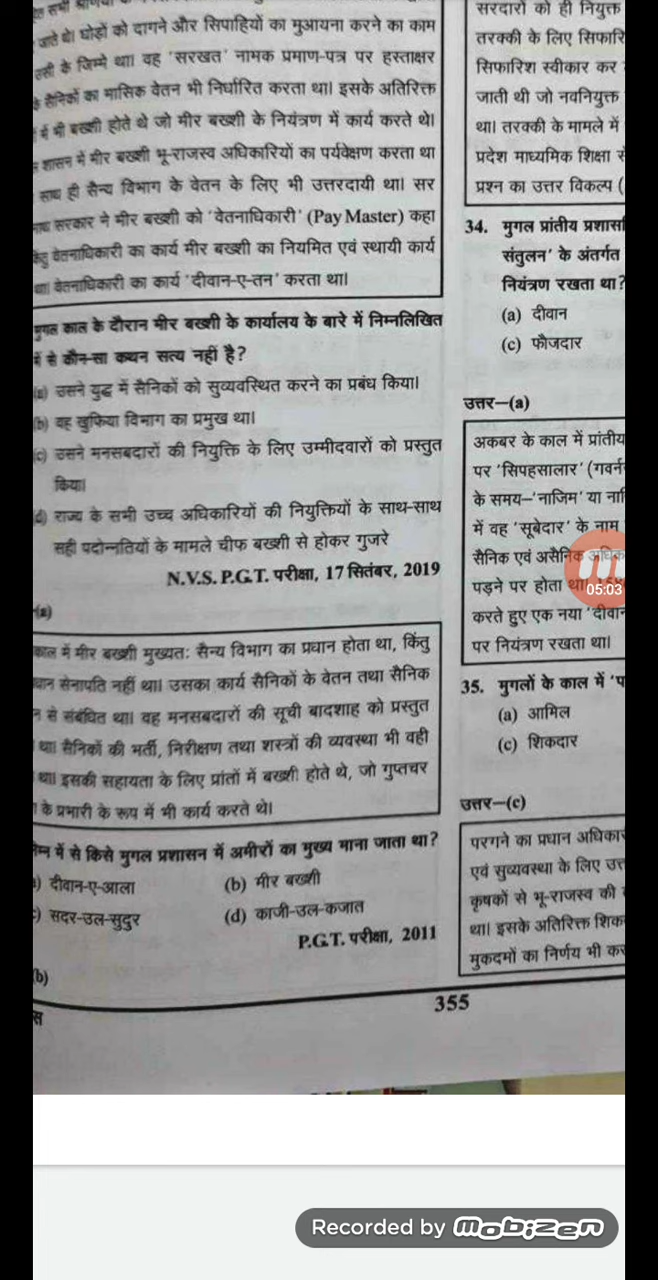 जाते थे। घोड़ों को दागने और सिपाहियों का मुआयना करने का काम
उसी के जिम्मे था। वह 'सरखत' नामक प्रमाण-पत्र पर हस्ताक्षर
के सैनिकों का मासिक वेतन भी निर्धारित करता था। इसके अतिरिक्त
में भी बख्शी होते थे जो मीर बख्शी के नियंत्रण में कार्य करते थे।
शासन में मीर बख्शी भू-राजस्व अधिकारियों का पर्यवेक्षण करता था
साथ ही सैन्य विभाग के वेतन के लिए भी उत्तरदायी था। सर
सरकार ने मीर बख्शी को 'वेतनाधिकारी' (Pay Master) कहा
वेतनाधिकारी का कार्य मीर बख्शी का नियमित एवं स्थायी कार्य
था। वेतनाधिकारी का कार्य 'दीवान-ए-तन' करता था।
मुगल काल के दौरान मीर बख्शी के कार्यालय के बारे में निम्नलिखित
में से कौन-सा कथन सत्य नहीं है?
(a) उसने युद्ध में सैनिकों को सुव्यवस्थित करने का प्रबंध किया।
(b) वह खुफिया विभाग का प्रमुख था।
(c) उसने मनसबदारों की नियुक्ति के लिए उम्मीदवारों को प्रस्तुत
किया।
(d) राज्य के सभी उच्च अधिकारियों की नियुक्तियों के साथ-साथ
सही पदोन्नतियों के मामले चीफ बख्शी से होकर गुजरे
N.V.S. P.G.T. परीक्षा, 17 सितंबर, 2019
(a)
काल में मीर बख्शी मुख्यतः सैन्य विभाग का प्रधान होता था, किंतु
सेनापति नहीं था। उसका कार्य सैनिकों के वेतन तथा सैनिक
से संबंधित था। वह मनसबदारों की सूची बादशाह को प्रस्तुत
था। सैनिकों की भर्ती, निरीक्षण तथा शस्त्रों की व्यवस्था भी वही
था। इसकी सहायता के लिए प्रांतों में बख्शी होते थे, जो गुप्तचर
के प्रभारी के रूप में भी कार्य करते थे।
में से किसे मुगल प्रशासन में अमीरों का मुख्य माना जाता था?
) दीवान-ए-आला
(b) मीर बख्शी
) सदर-उल-सुदुर
(d) काजी-उल-कजात
P.G.T. परीक्षा, 2011
(b)
सरदारों को ही नियुक्त
तरक्की के लिए सिफारि
सिफारिश स्वीकार कर
जाती थी जो नवनियुक्त
था। तरक्की के मामले में
प्रदेश माध्यमिक शिक्षा से
प्रश्न का उत्तर विकल्प (
34. मुगल प्रांतीय प्रशास
संतुलन' के अंतर्गत
नियंत्रण रखता था?
(a) दीवान
(c) फौजदार
उत्तर—(a)
अकबर के काल में प्रांतीय
पर 'सिपहसालार' (गवर्न
के समय—'नाजिम' या
में वह 'सूबेदार' के नाम
सैनिक एवं असैनिक
पड़ने पर होता था।
05:03
करते हुए एक नया 'दीवान
पर नियंत्रण रखता था।
35. मुगलों के काल में 'प
(a) आमिल
(c) शिकदार
उत्तर—(c)
परगने का प्रधान अधिकार
एवं सुव्यवस्था के लिए उत्त
कृषकों से भू-राजस्व की
था। इसके अतिरिक्त शिक
मुकदमों का निर्णय भी कर
355
Recorded by mobizen